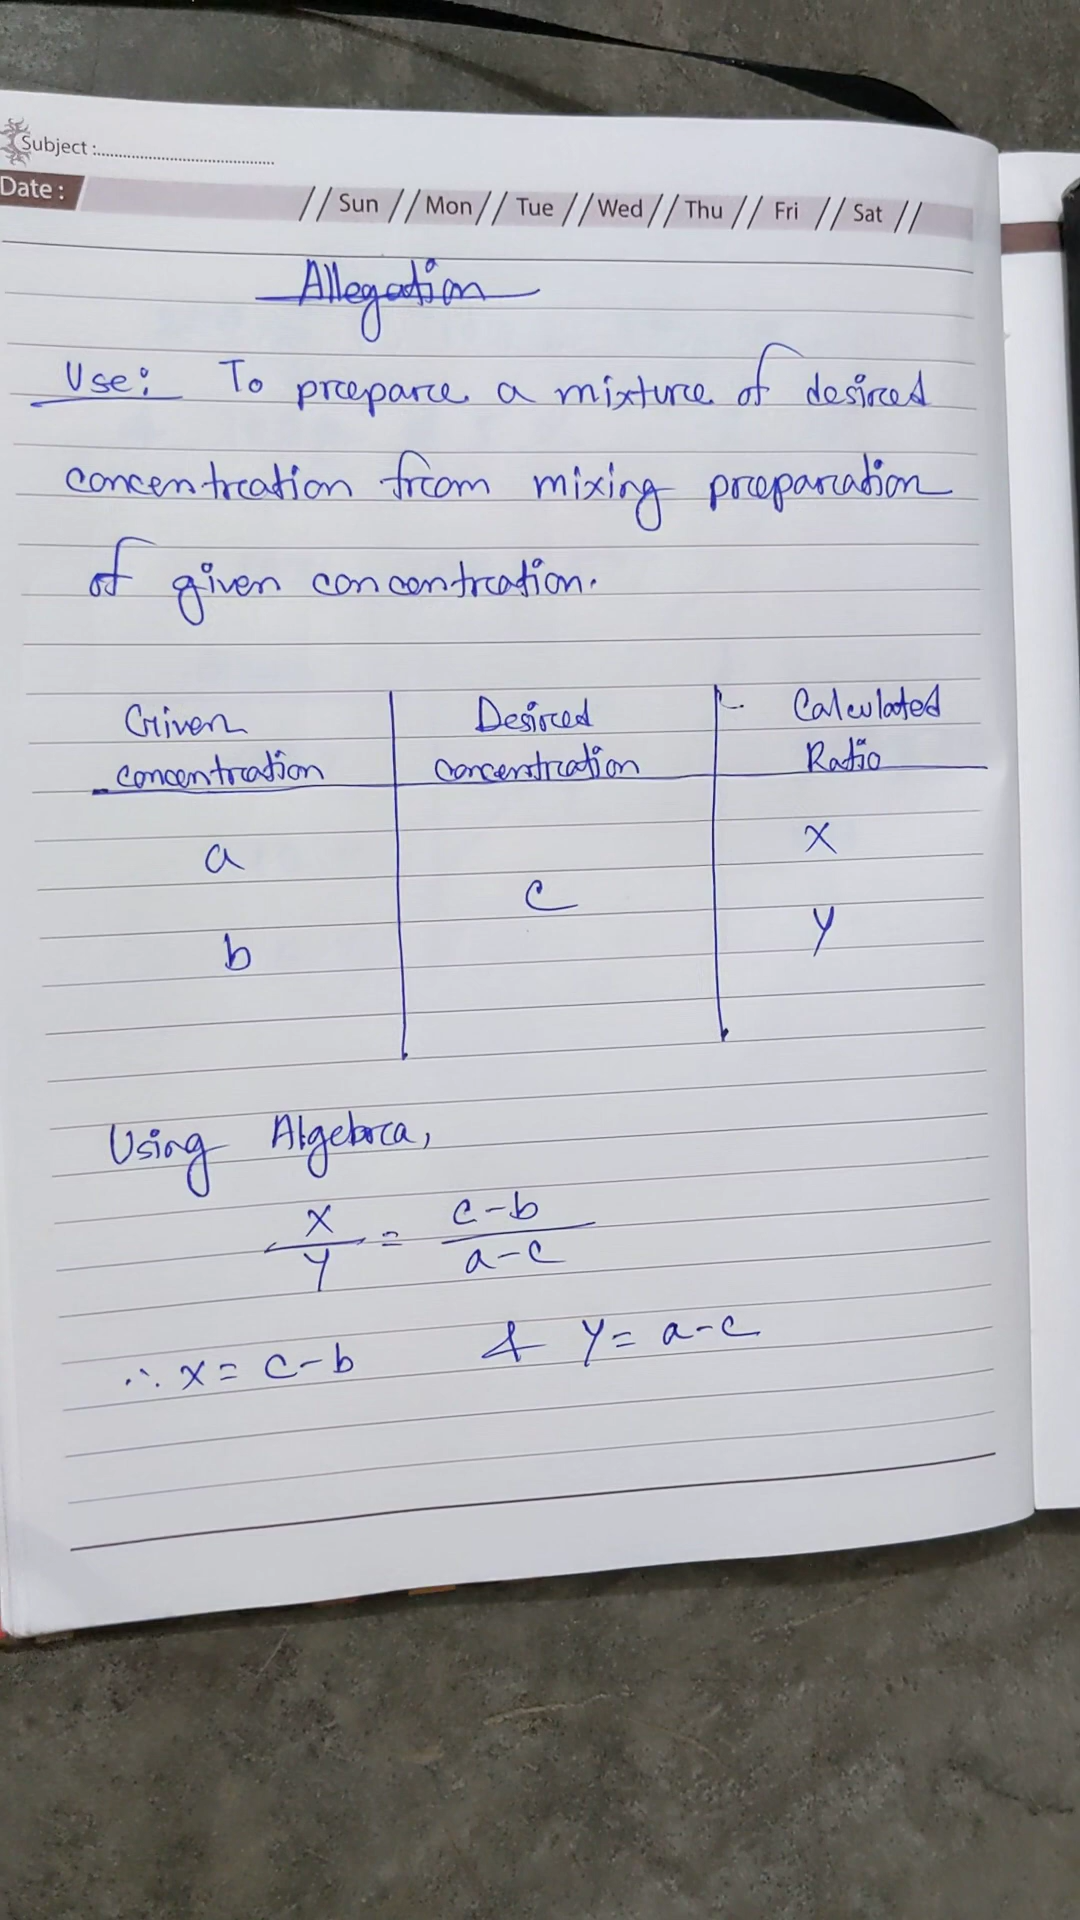 Subject :
Date :
// Sun // Mon // Tue // Wed // Thu // Fri // Sat //
Allegation
Use: To prepare a mixture of desired
concentration from mixing preparation
of given concentration.
Given Desired Calculated
concentration concentration Ratio
a x
c
b y
Using Algebra,
x/y = c-b/a-c
∴ x = c-b & y = a-c